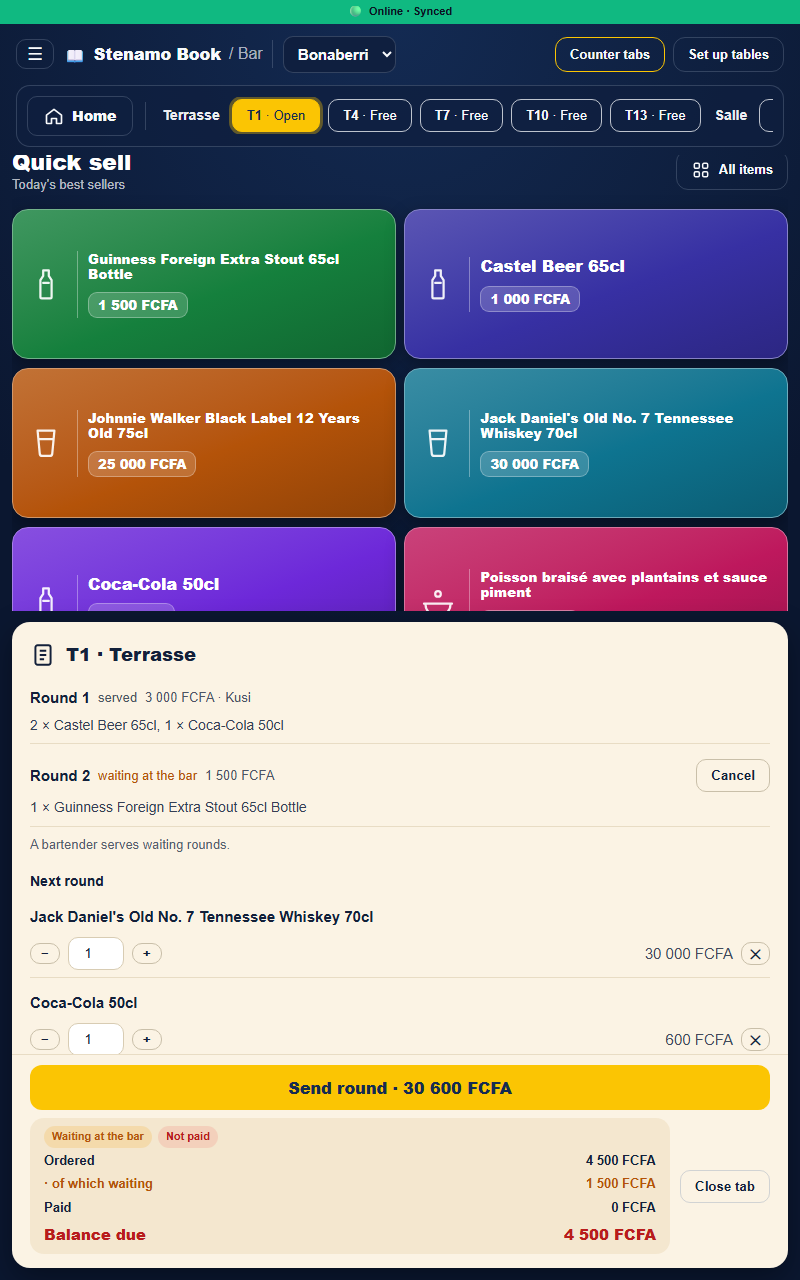 Online · Synced
Stenamo Book / Bar
Bonaberri
Counter tabs
Set up tables
Home
Terrasse
T1 · Open
T4 · Free
T7 · Free
T10 · Free
T13 · Free
Salle
Quick sell
Today's best sellers
All items
Guinness Foreign Extra Stout 65cl
Bottle
1 500 FCFA
Castel Beer 65cl
1 000 FCFA
Johnnie Walker Black Label 12 Years
Old 75cl
25 000 FCFA
Jack Daniel's Old No. 7 Tennessee
Whiskey 70cl
30 000 FCFA
Coca-Cola 50cl
Poisson braisé avec plantains et sauce
piment
T1 · Terrasse
Round 1 served 3 000 FCFA · Kusi
2 × Castel Beer 65cl, 1 × Coca-Cola 50cl
Round 2 waiting at the bar 1 500 FCFA
Cancel
1 × Guinness Foreign Extra Stout 65cl Bottle
A bartender serves waiting rounds.
Next round
Jack Daniel's Old No. 7 Tennessee Whiskey 70cl
− 1 + 30 000 FCFA ×
Coca-Cola 50cl
− 1 + 600 FCFA ×
Send round · 30 600 FCFA
Waiting at the bar Not paid
Ordered 4 500 FCFA
· of which waiting 1 500 FCFA
Paid 0 FCFA
Balance due 4 500 FCFA
Close tab